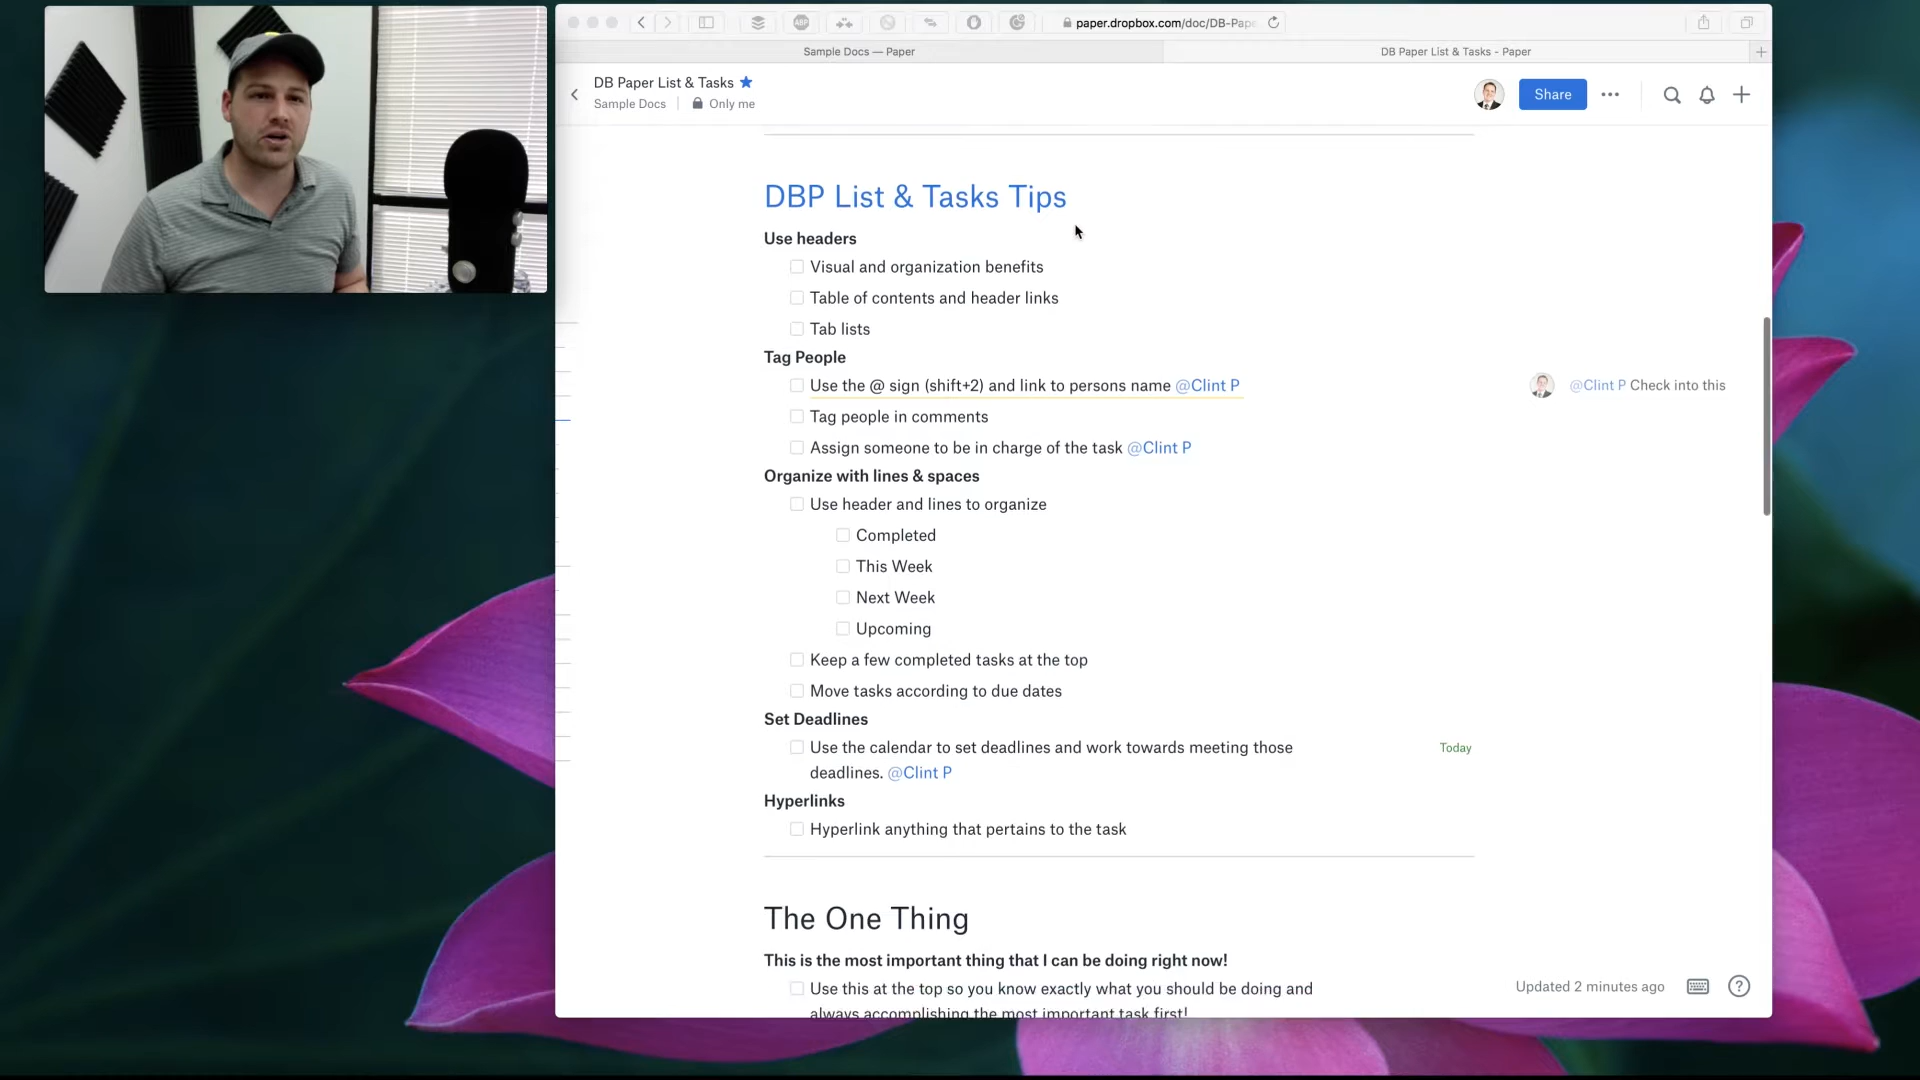 ABP
paper.dropbox.com/doc/DB-Pape
Sample Docs — Paper
DB Paper List & Tasks - Paper
DB Paper List & Tasks
Sample Docs
Only me
Share
DBP List & Tasks Tips
Use headers
Visual and organization benefits
Table of contents and header links
Tab lists
Tag People
Use the @ sign (shift+2) and link to persons name @Clint P
@Clint P Check into this
Tag people in comments
Assign someone to be in charge of the task @Clint P
Organize with lines & spaces
Use header and lines to organize
Completed
This Week
Next Week
Upcoming
Keep a few completed tasks at the top
Move tasks according to due dates
Set Deadlines
Use the calendar to set deadlines and work towards meeting those
Today
deadlines. @Clint P
Hyperlinks
Hyperlink anything that pertains to the task
The One Thing
This is the most important thing that I can be doing right now!
Use this at the top so you know exactly what you should be doing and
always accomplishing the most important task first!
Updated 2 minutes ago